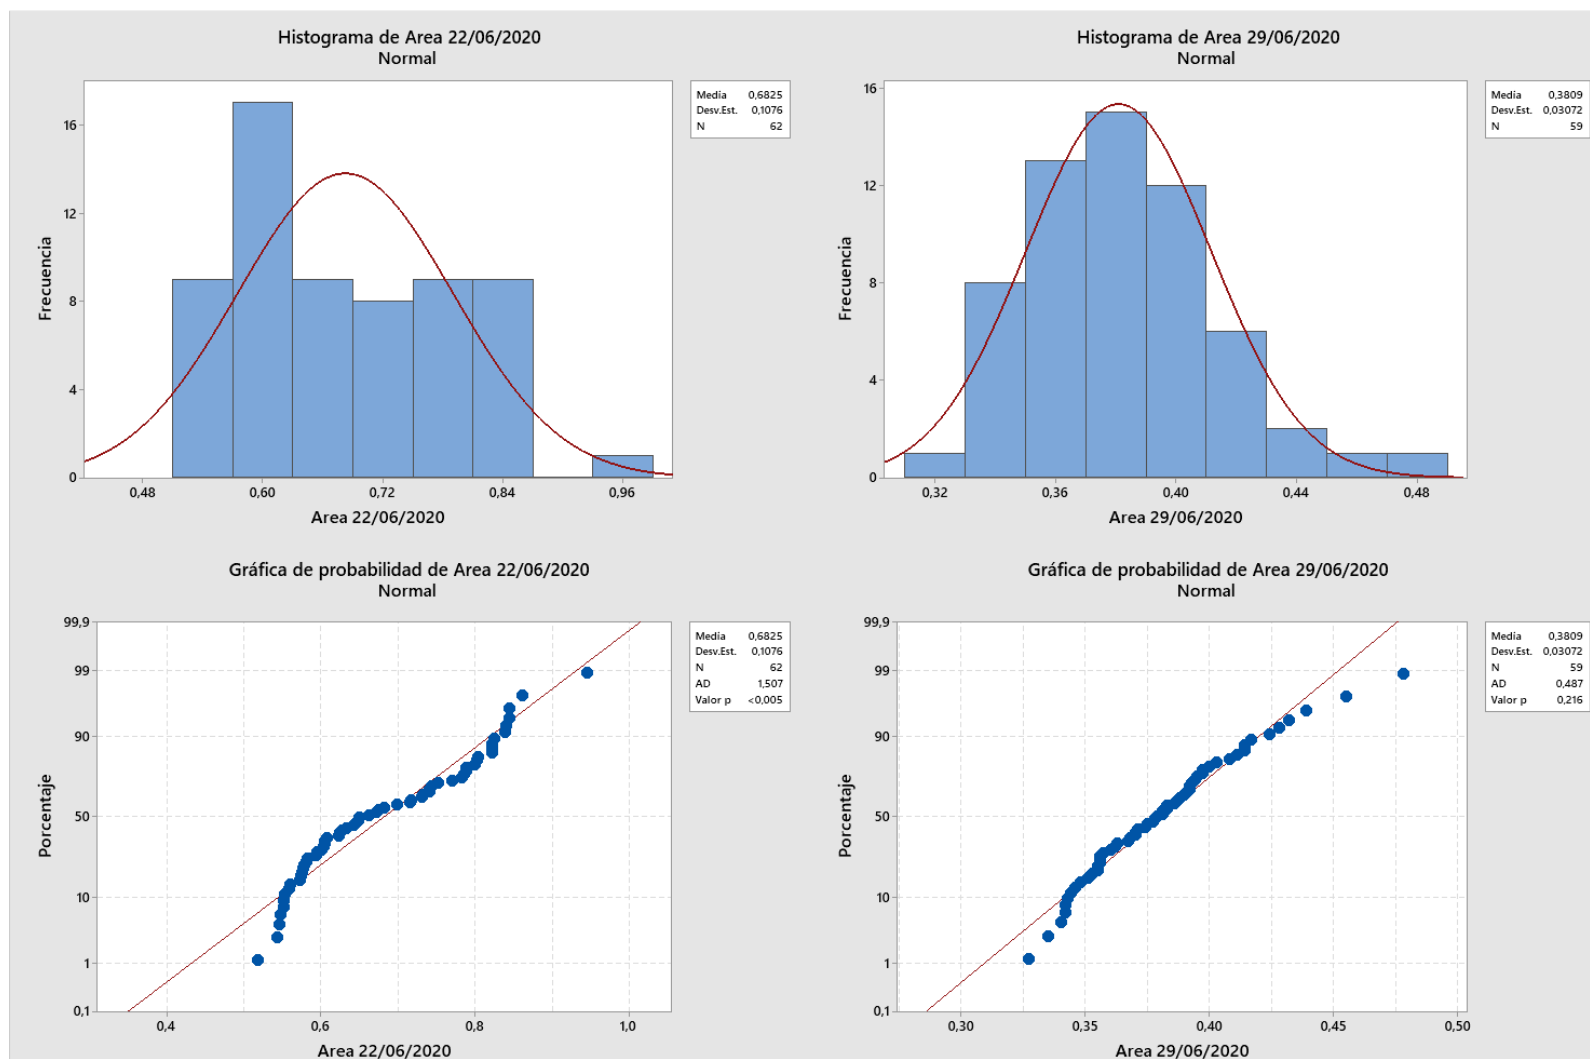 Histograma de Area 22/06/2020
Normal
Media 0,6825
Desv.Est. 0,1076
N 62
Frecuencia
16
12
8
4
0
0,48 0,60 0,72 0,84 0,96
Area 22/06/2020
Histograma de Area 29/06/2020
Normal
Media 0,3809
Desv.Est. 0,03072
N 59
Frecuencia
16
12
8
4
0
0,32 0,36 0,40 0,44 0,48
Area 29/06/2020
Gráfica de probabilidad de Area 22/06/2020
Normal
Media 0,6825
Desv.Est. 0,1076
N 62
AD 1,507
Valor p <0,005
Porcentaje
99,9
99
90
50
10
1
0,1
0,4 0,6 0,8 1,0
Area 22/06/2020
Gráfica de probabilidad de Area 29/06/2020
Normal
Media 0,3809
Desv.Est. 0,03072
N 59
AD 0,487
Valor p 0,216
Porcentaje
99,9
99
90
50
10
1
0,1
0,30 0,35 0,40 0,45 0,50
Area 29/06/2020